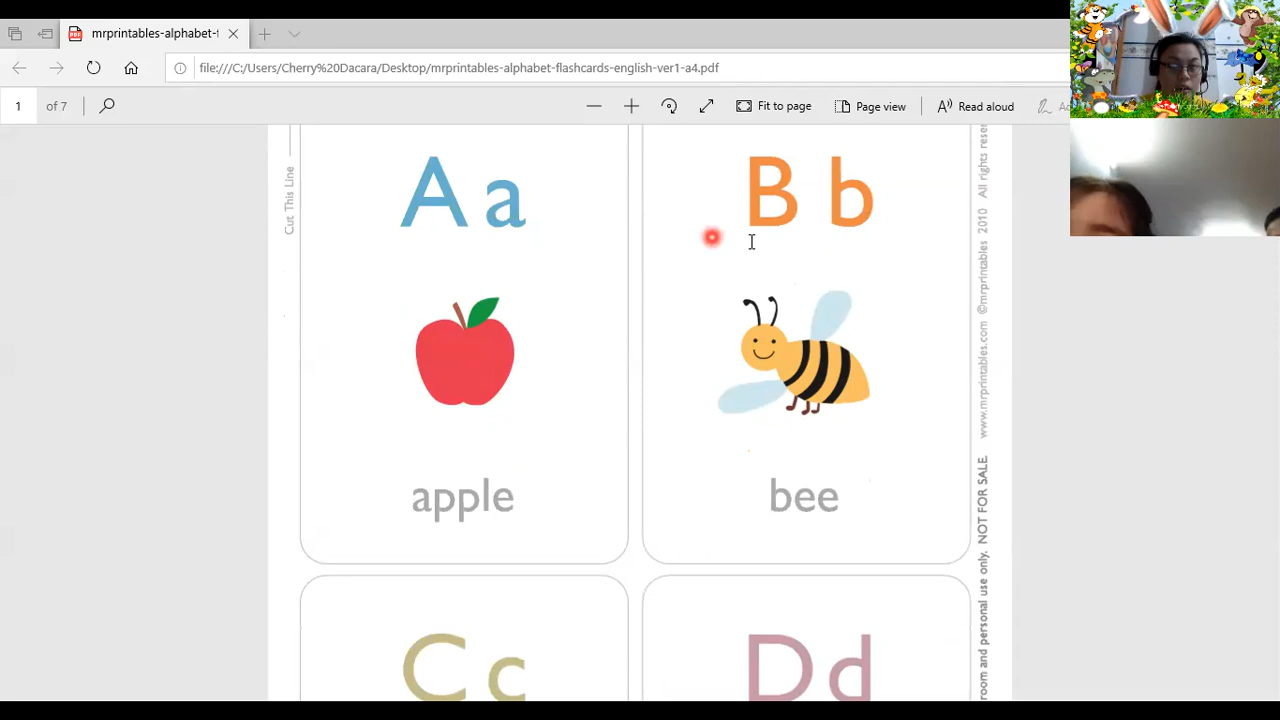 mrprintables-alphabet-f
file:///C:/Users/Cherry%20Dacara/Desktop/mrprintables-alphabet-flashcards-english-ver1-a4.pdf
1 of 7
Fit to page
Page view
Read aloud
Cut This Line
A a
B b
apple
bee
C c
D d
room and personal use only. NOT FOR SALE. www.mrprintables.com ©mrprintables 2010 All rights reser